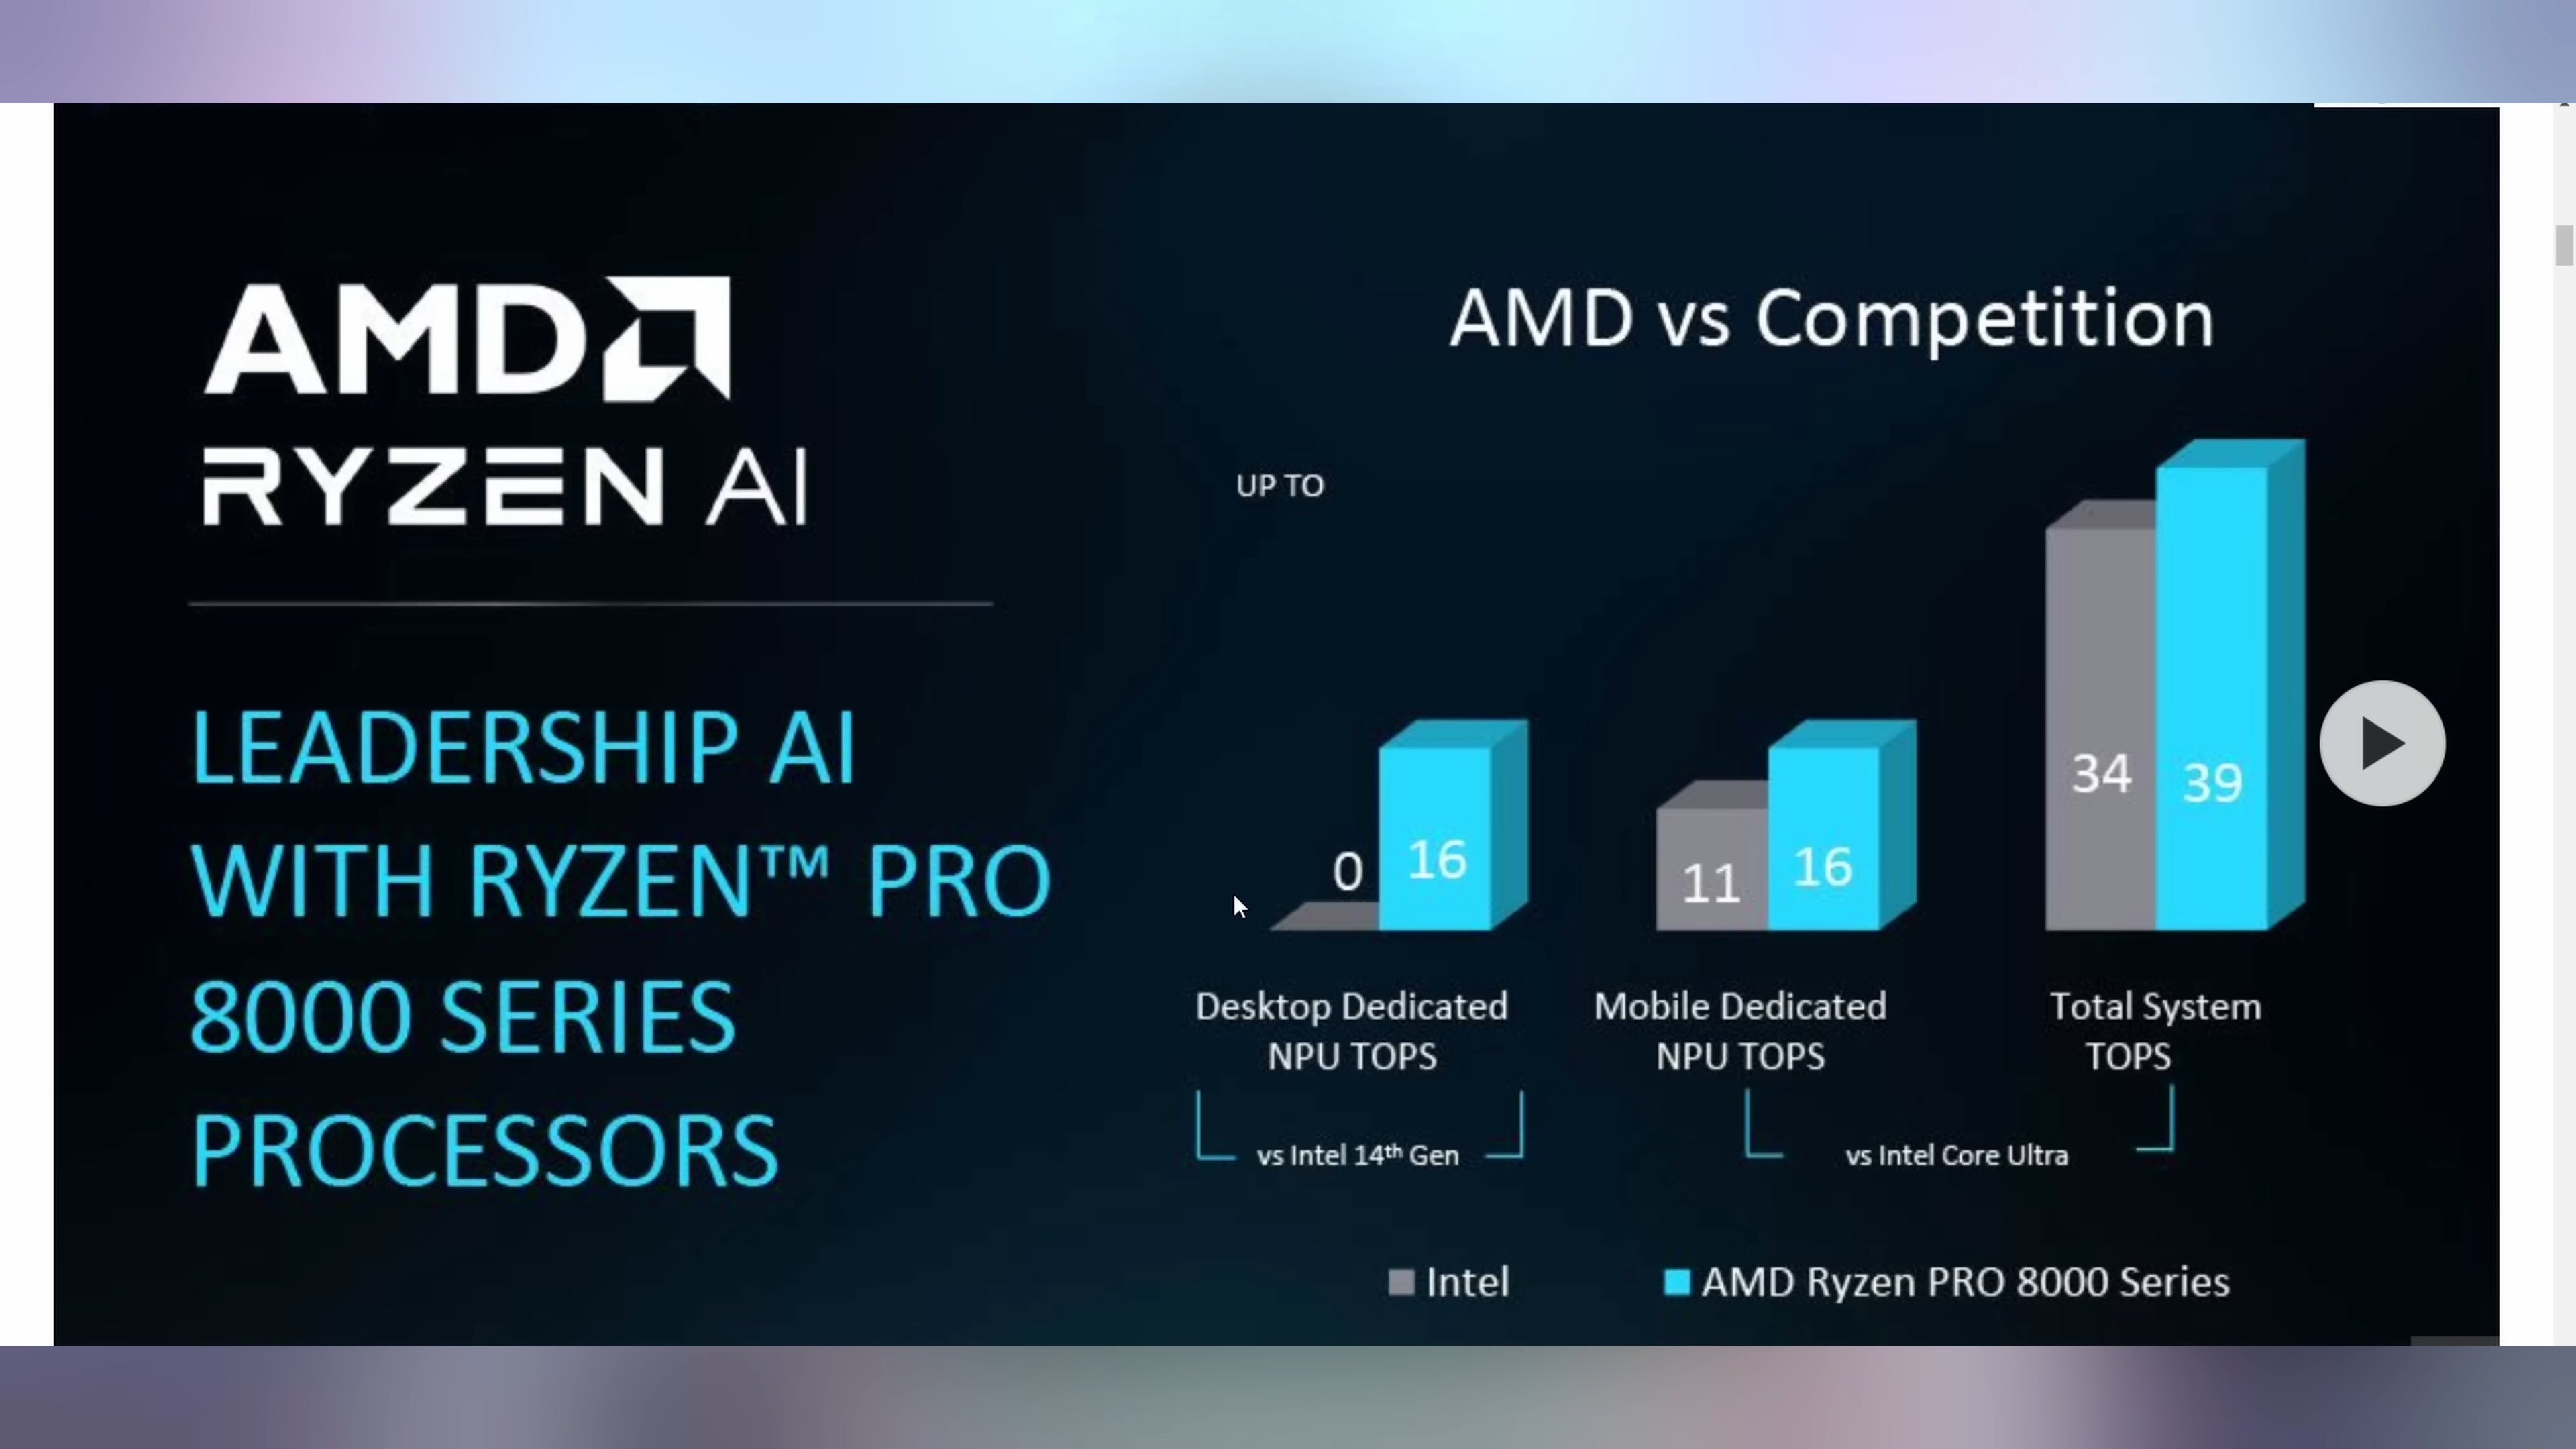 AMD
RYZEN AI
LEADERSHIP AI
WITH RYZEN™ PRO
8000 SERIES
PROCESSORS
AMD vs Competition
UP TO
0
16
11
16
34
39
Desktop Dedicated
NPU TOPS
Mobile Dedicated
NPU TOPS
Total System
TOPS
vs Intel 14th Gen
vs Intel Core Ultra
Intel
AMD Ryzen PRO 8000 Series